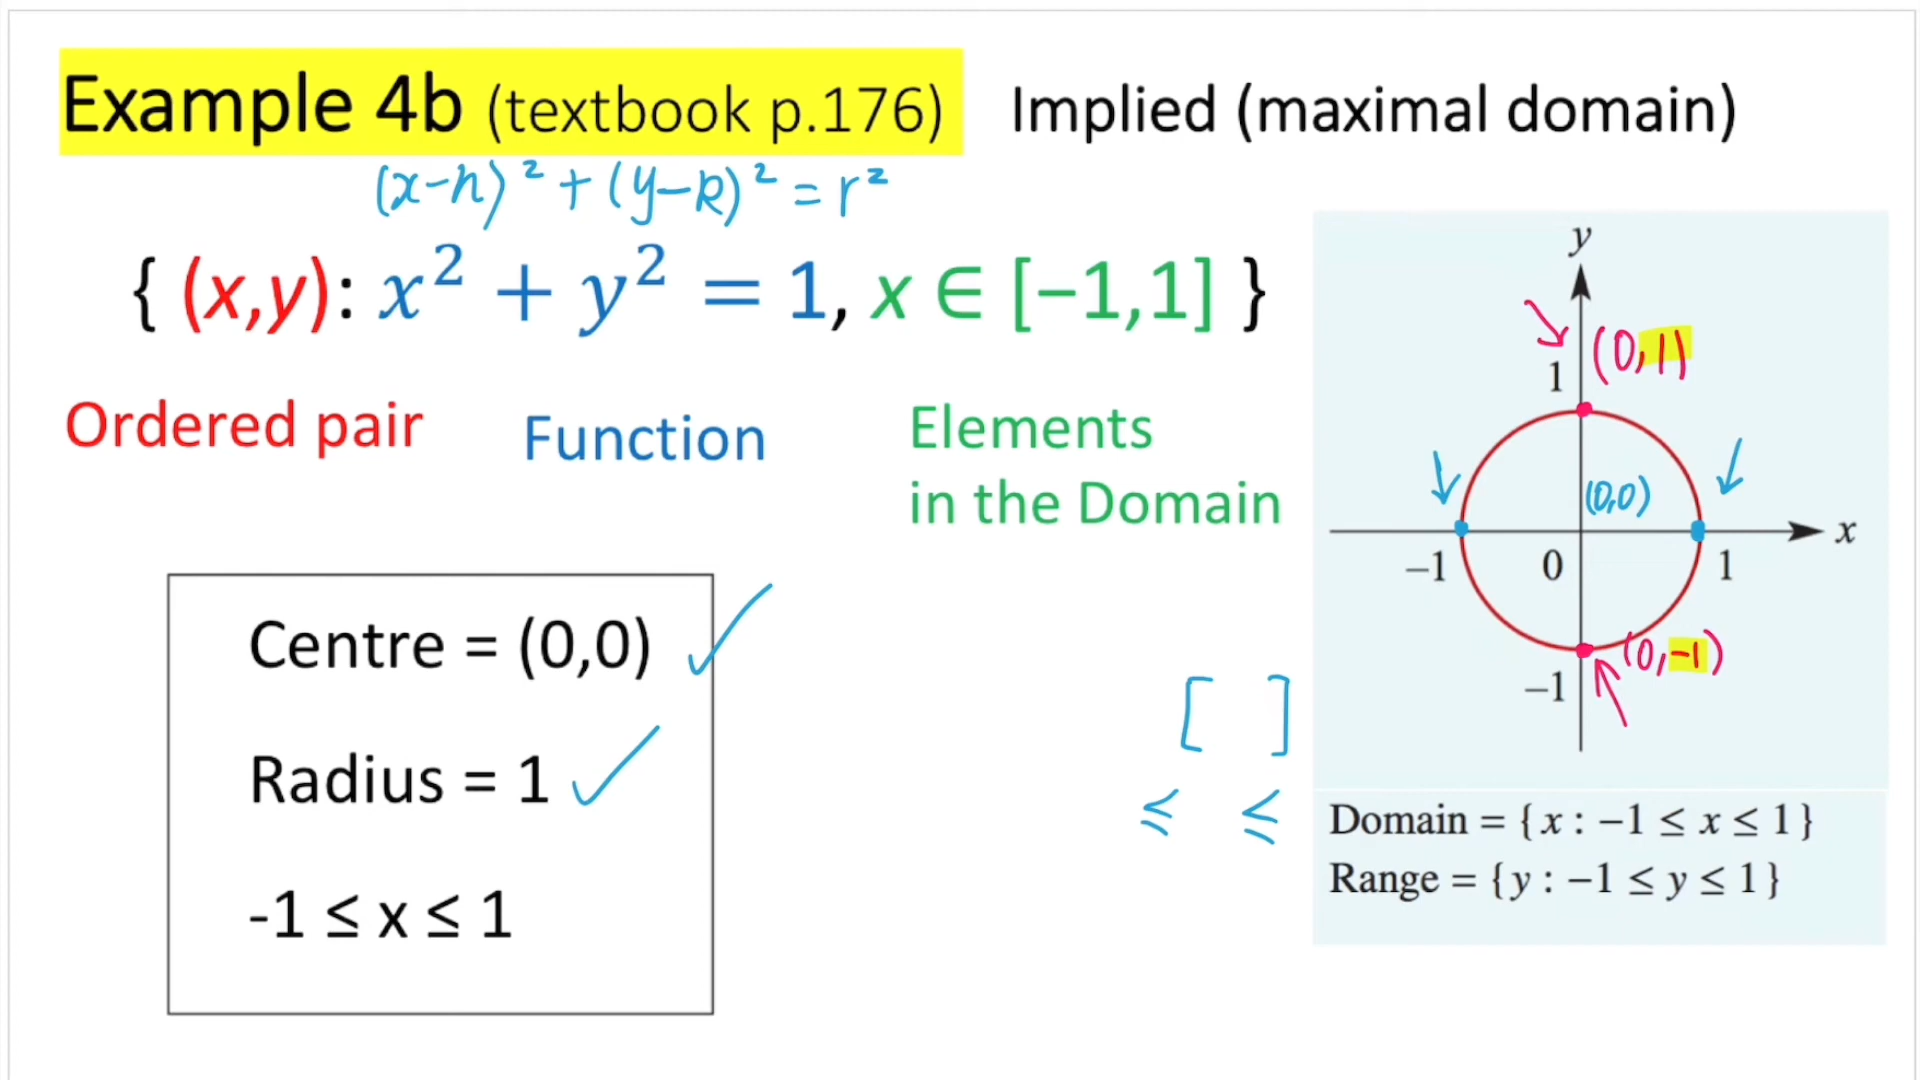 Example 4b (textbook p.176) Implied (maximal domain)
(x-h)² + (y-k)² = r²
{ (x,y): x² + y² = 1, x ∈ [−1,1] }
Ordered pair
Function
Elements
in the Domain
Centre = (0,0) ✓
Radius = 1 ✓
-1 ≤ x ≤ 1
[ ]
≤ ≤
y
(0,1)
1
(0,0)
x
−1 0 1
(0,-1)
−1
Domain = { x : −1 ≤ x ≤ 1 }
Range = { y : −1 ≤ y ≤ 1 }